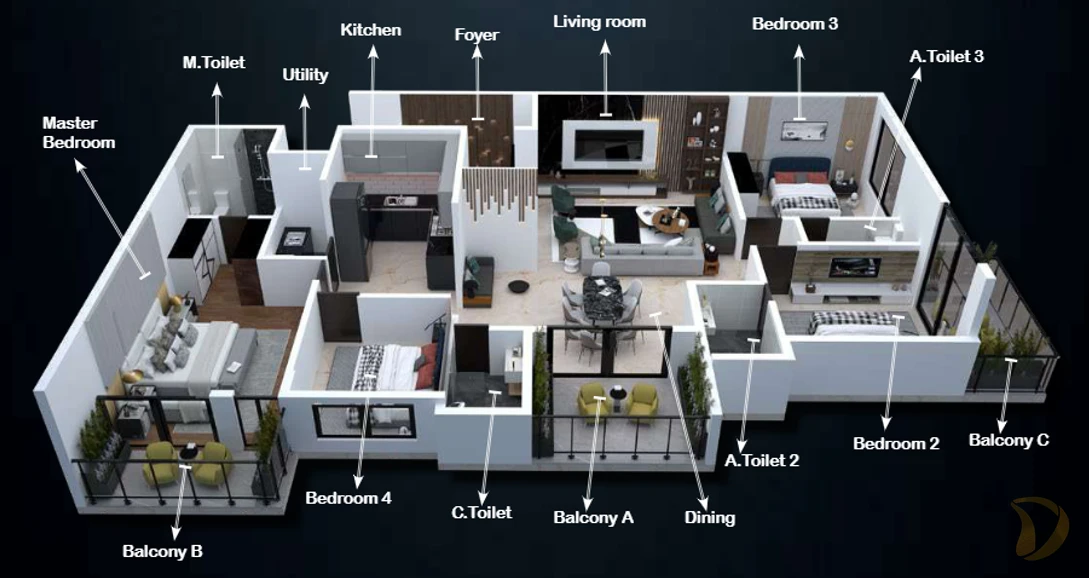 Living room
Bedroom 3
Kitchen
Foyer
A.Toilet 3
M.Toilet
Utility
Master
Bedroom
Bedroom 2
Balcony C
A.Toilet 2
Bedroom 4
C.Toilet
Balcony A
Dining
Balcony B